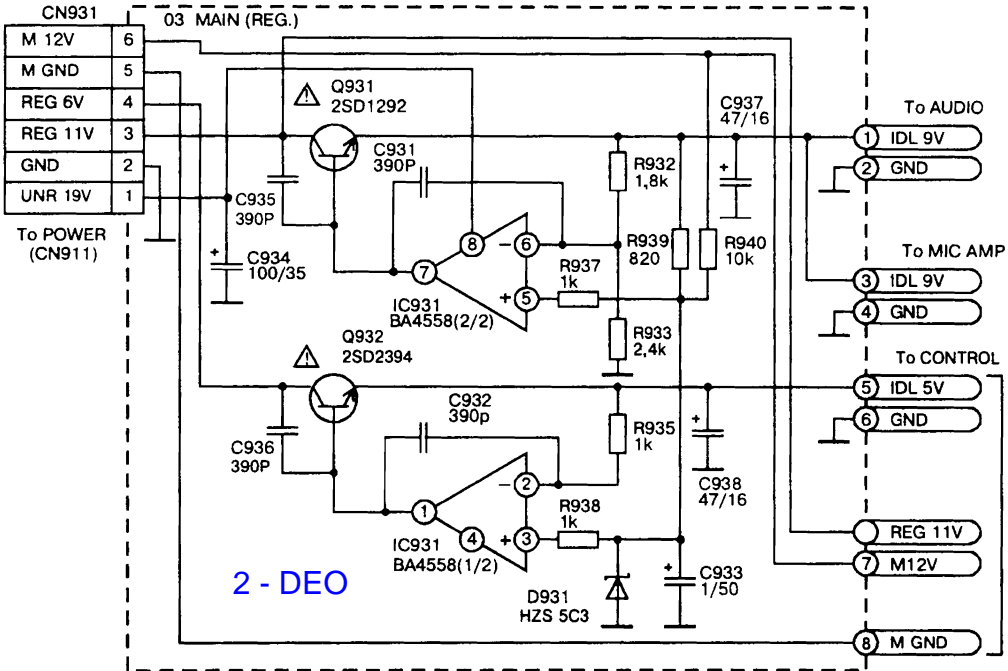 CN931
03 MAIN (REG.)
M 12V 6
M GND 5
REG 6V 4
REG 11V 3
GND 2
UNR 19V 1
To POWER
(CN911)
Q931
2SD1292
C931
390P
C935
390P
C934
100/35
8
7
6
5
IC931
BA4558(2/2)
R932
1,8k
C937
47/16
R939
820
R940
10k
R937
1k
R933
2,4k
To AUDIO
1 IDL 9V
2 GND
To MIC AMP
3 IDL 9V
4 GND
To CONTROL
5 IDL 5V
6 GND
REG 11V
7 M12V
8 M GND
Q932
2SD2394
C932
390p
C936
390P
R935
1k
C938
47/16
1
2
3
4
R938
1k
IC931
BA4558(1/2)
D931
HZS 5C3
C933
1/50
2 - DEO